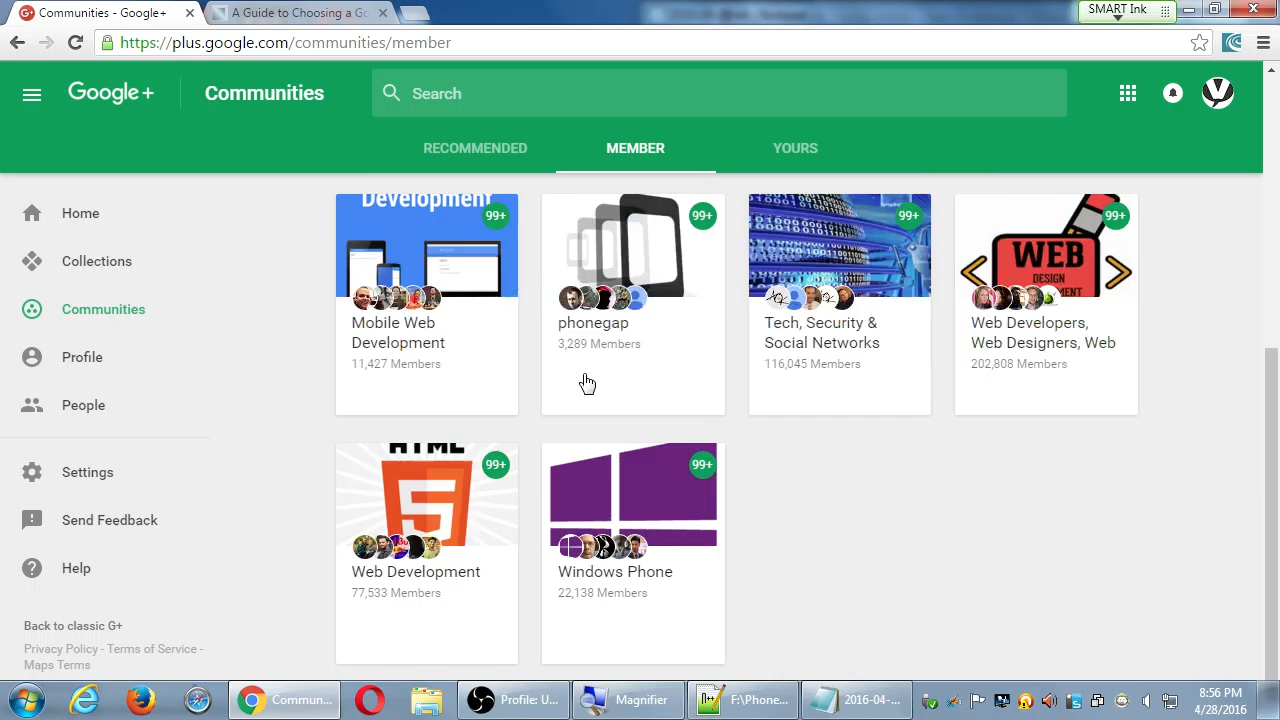 Communities - Google+
A Guide to Choosing a Go
SMART Ink
https://plus.google.com/communities/member
Google+
Communities
Search
RECOMMENDED
MEMBER
YOURS
Home
Collections
Communities
Profile
People
Settings
Send Feedback
Help
Back to classic G+
Privacy Policy - Terms of Service -
Maps Terms
Development
99+
Mobile Web
Development
11,427 Members
99+
phonegap
3,289 Members
99+
Tech, Security &
Social Networks
116,045 Members
99+
WEB
DESIGN
Web Developers,
Web Designers, Web
202,808 Members
HTML
5
99+
Web Development
77,533 Members
99+
Windows Phone
22,138 Members
Commun...
Profile: U...
Magnifier
F:\Phone...
2016-04-...
8:56 PM
4/28/2016